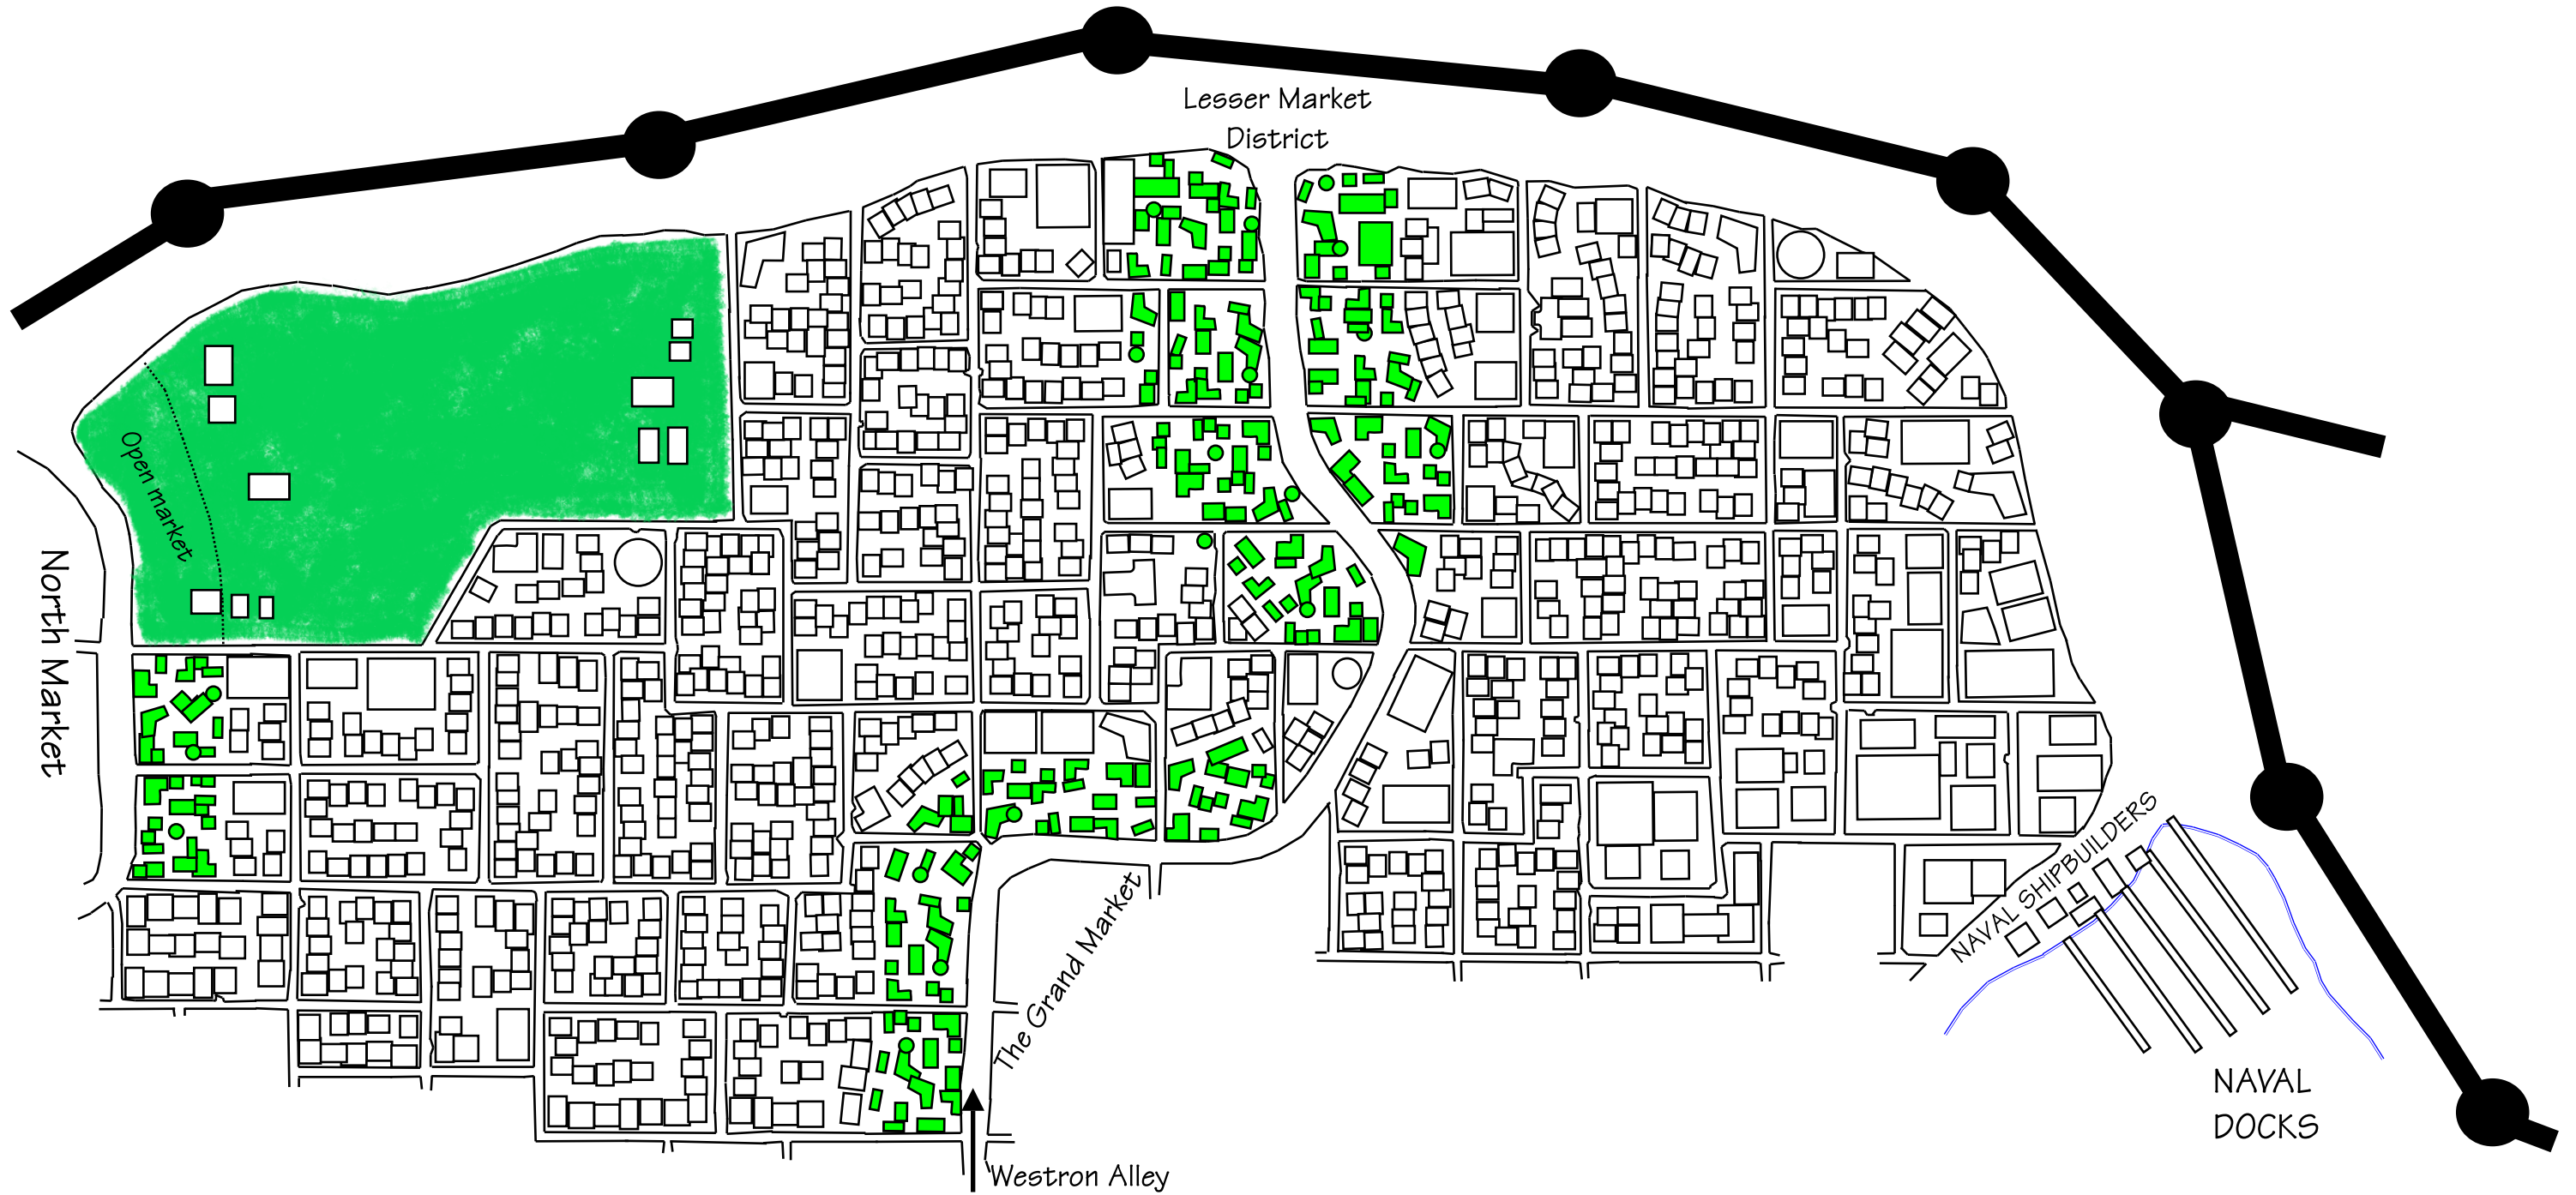 Lesser Market
District
Open market
North Market
The Grand Market
NAVAL SHIPBUILDERS
NAVAL
DOCKS
Westron Alley